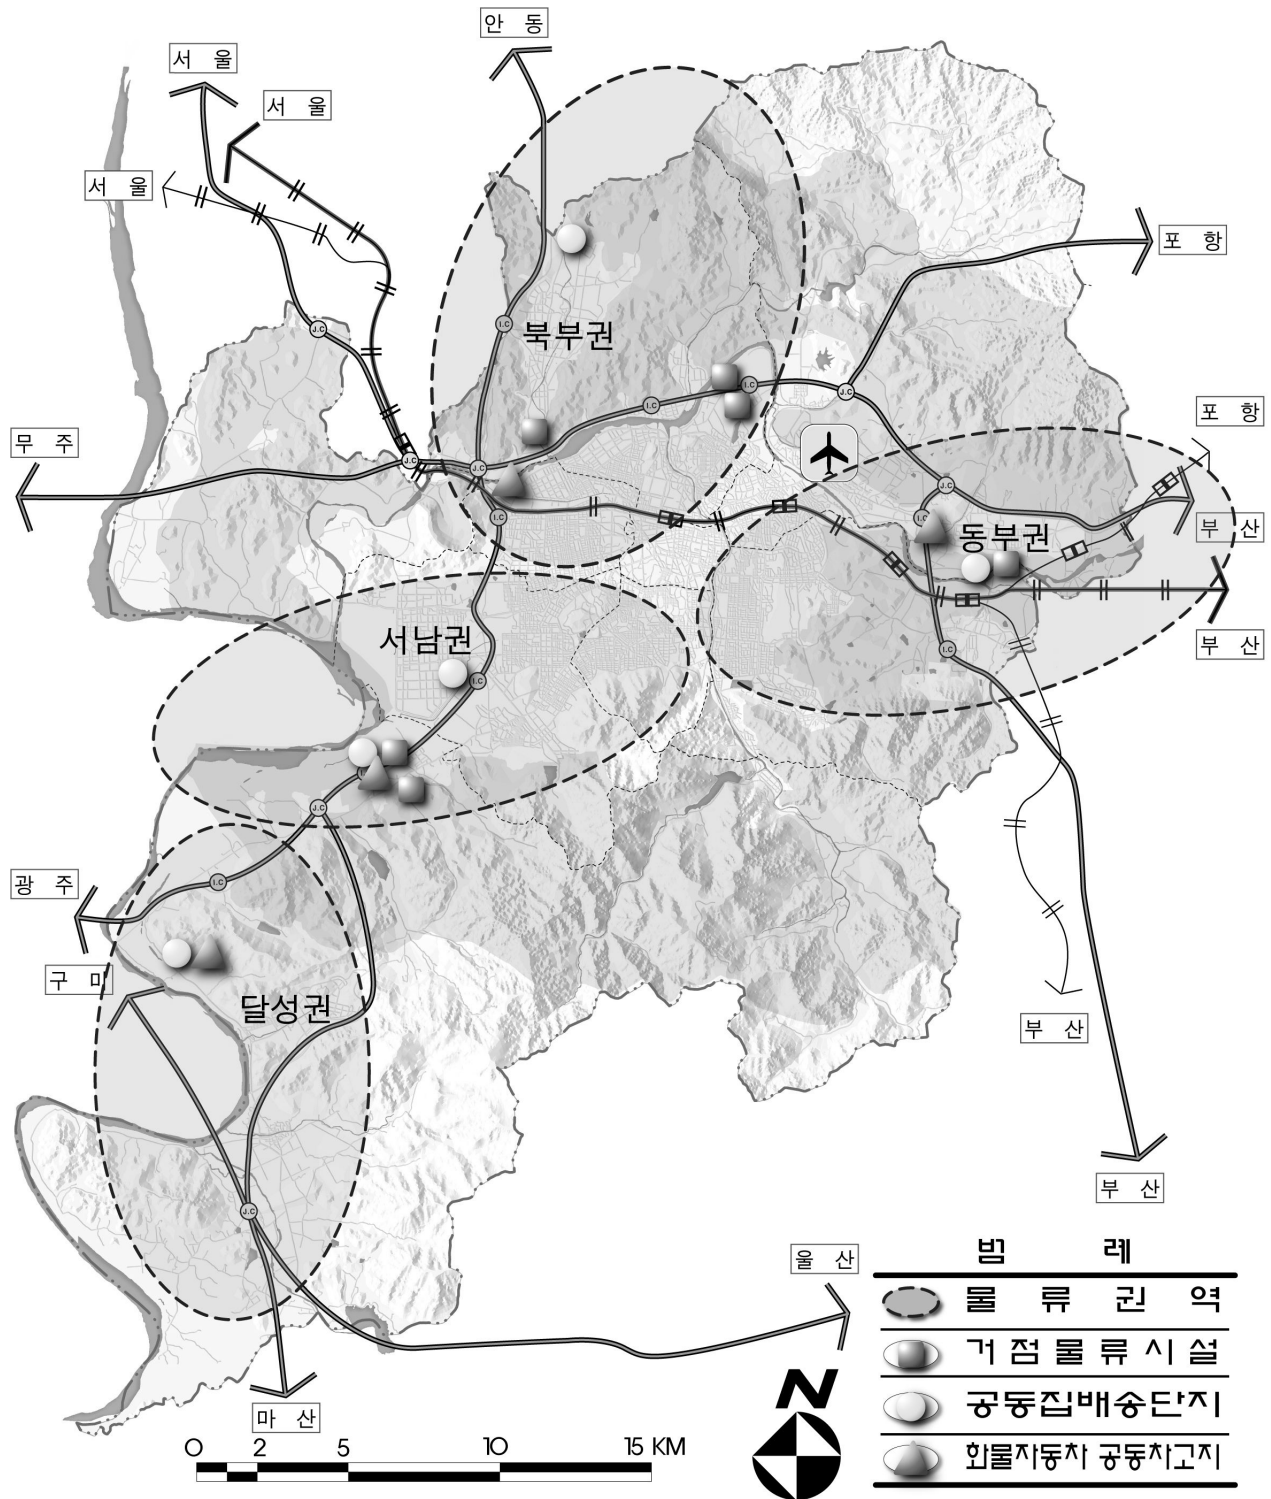 안 동
서 울
서 울
서 울
포 항
북부권
J.C
I.C
I.C
I.C
J.C
포 항
무 주
J.C
J.C
J.C
I.C
I.C
부 산
동부권
서남권
부 산
I.C
I.C
J.C
광 주
I.C
구 미
달성권
부 산
부 산
J.C
울 산
마 산
범 례
물 류 권 역
거 점 물 류 시 설
공동집배송단지
화물자동차 공동차고지
N
0 2 5 10 15 KM